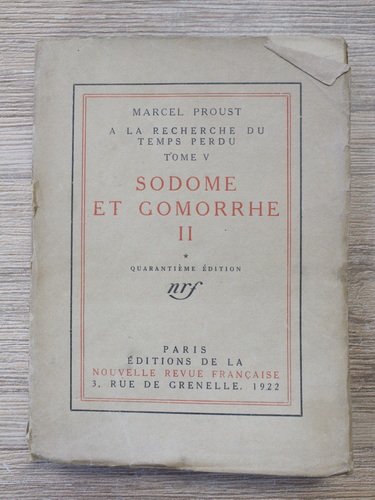 MARCEL PROUST
A LA RECHERCHE DU
TEMPS PERDU
TOME V
SODOME
ET GOMORRHE
II
*
QUARANTIÈME ÉDITION
nrf
PARIS
ÉDITIONS DE LA
NOUVELLE REVUE FRANÇAISE
3, RUE DE GRENELLE. 1922